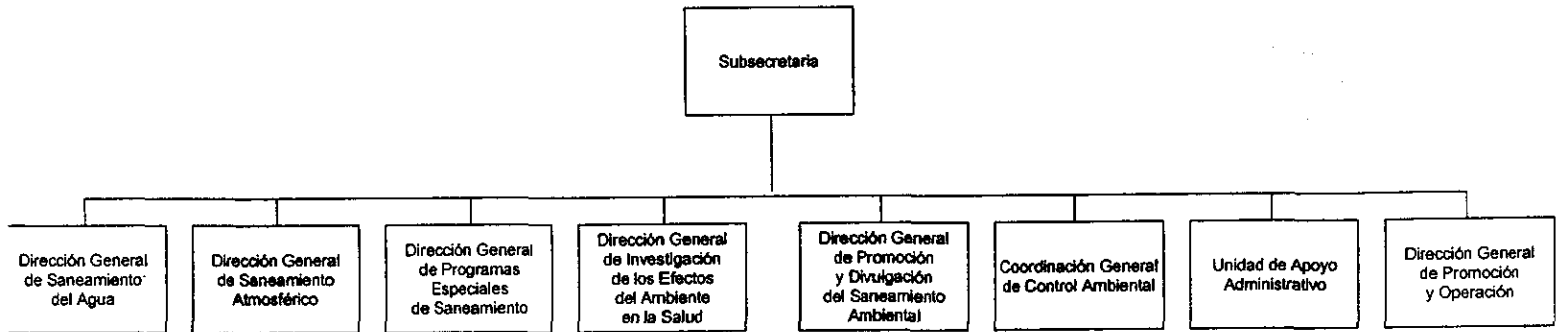 Subsecretaria
Dirección General
de Saneamiento
del Agua
Dirección General
de Saneamiento
Atmosférico
Dirección General
de Programas
Especiales
de Saneamiento
Dirección General
de Investigación
de los Efectos
del Ambiente
en la Salud
Dirección General
de Promoción
y Divulgación
del Saneamiento
Ambiental
Coordinación General
de Control Ambiental
Unidad de Apoyo
Administrativo
Dirección General
de Promoción
y Operación